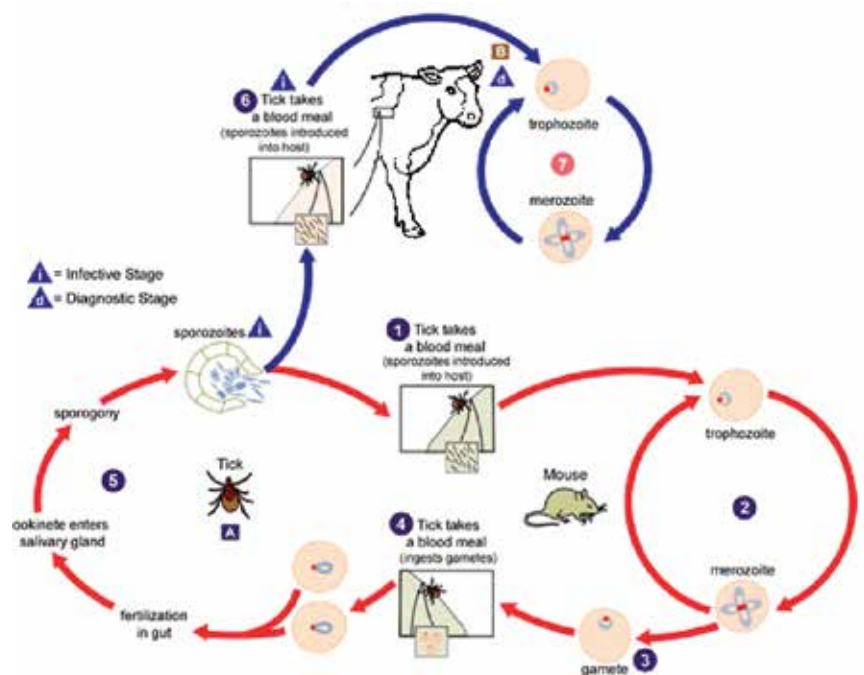 i
6 Tick takes
a blood meal
(sporozoites introduced
into host)
B
d
trophozoite
7
merozoite
i = Infective Stage
d = Diagnostic Stage
sporozoites i
1 Tick takes
a blood meal
(sporozoites introduced
into host)
trophozoite
sporogony
Tick
A
5
Mouse
2
ookinete enters
salivary gland
4 Tick takes
a blood meal
(ingests gametes)
merozoite
fertilization
in gut
gamete 3